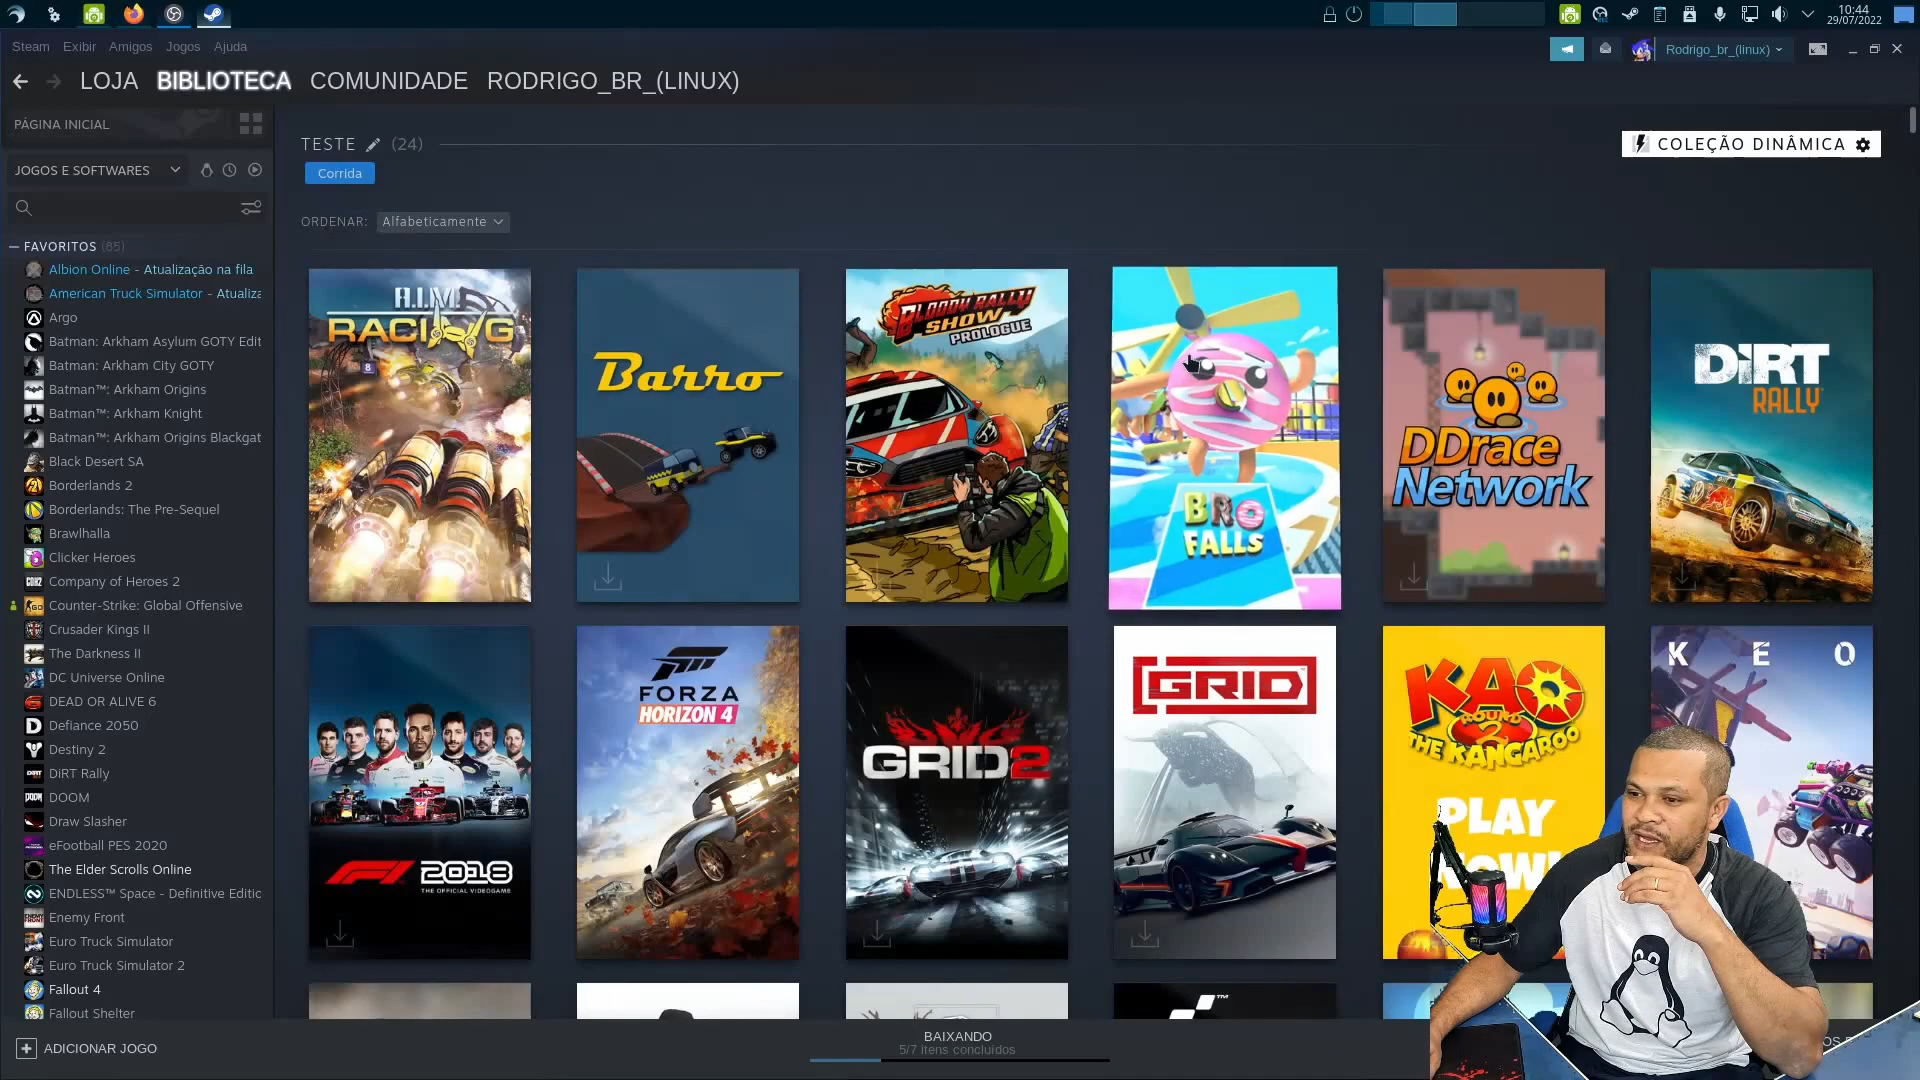 10:44
29/07/2022
Steam Exibir Amigos Jogos Ajuda
Rodrigo_br_(linux)
LOJA BIBLIOTECA COMUNIDADE RODRIGO_BR_(LINUX)
PÁGINA INICIAL
TESTE (24)
COLEÇÃO DINÂMICA
JOGOS E SOFTWARES
Corrida
ORDENAR: Alfabeticamente
FAVORITOS (85)
Albion Online - Atualização na fila
American Truck Simulator - Atualiza
Argo
Batman: Arkham Asylum GOTY Edit
Batman: Arkham City GOTY
Batman™: Arkham Origins
Batman™: Arkham Knight
Batman™: Arkham Origins Blackgat
Black Desert SA
Borderlands 2
Borderlands: The Pre-Sequel
Brawlhalla
Clicker Heroes
Company of Heroes 2
Counter-Strike: Global Offensive
Crusader Kings II
The Darkness II
DC Universe Online
DEAD OR ALIVE 6
Defiance 2050
Destiny 2
DiRT Rally
DOOM
Draw Slasher
eFootball PES 2020
The Elder Scrolls Online
ENDLESS™ Space - Definitive Editic
Enemy Front
Euro Truck Simulator
Euro Truck Simulator 2
Fallout 4
Fallout Shelter
A.I.M.
RACING
8
Barro
BLOODY RALLY
SHOW
PROLOGUE
BRO
FALLS
DDrace
Network
DiRT
RALLY
F1 2018
THE OFFICIAL VIDEOGAME
FORZA
HORIZON 4
GRID2
GRID
KAO
ROUND 2
THE KANGAROO
PLAY
NOW!
K E O
ADICIONAR JOGO
BAIXANDO
5/7 itens concluídos